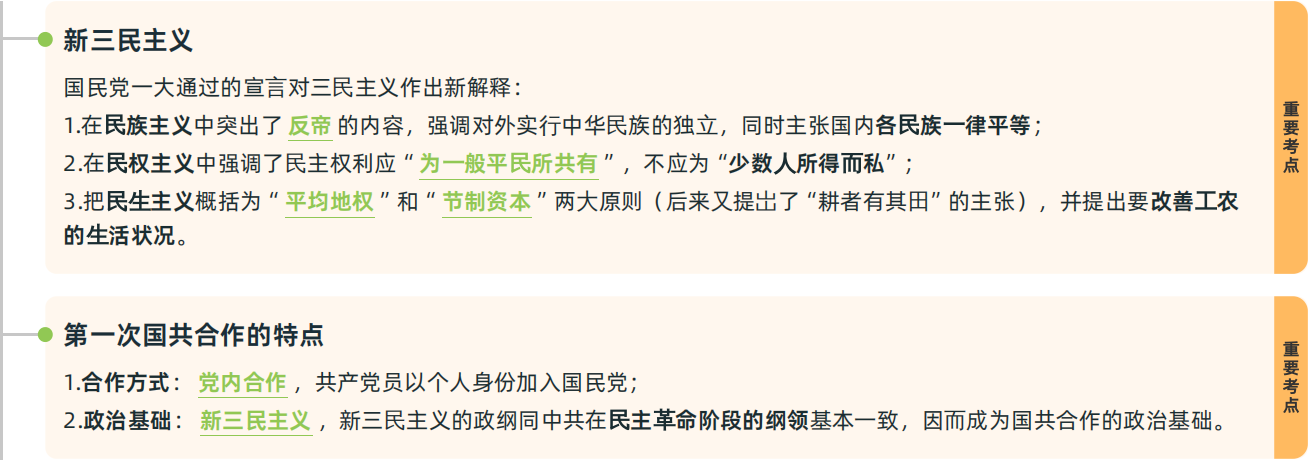 新三民主义
国民党一大通过的宣言对三民主义作出新解释：
1.在民族主义中突出了 反帝 的内容，强调对外实行中华民族的独立，同时主张国内各民族一律平等；
2.在民权主义中强调了民主权利应“ 为一般平民所共有 ”，不应为“少数人所得而私”；
3.把民生主义概括为“ 平均地权 ”和“ 节制资本 ”两大原则（后来又提出了“耕者有其田”的主张），并提出要改善工农
的生活状况。
重要考点
第一次国共合作的特点
1.合作方式： 党内合作 ，共产党员以个人身份加入国民党；
2.政治基础： 新三民主义 ，新三民主义的政纲同中共在民主革命阶段的纲领基本一致，因而成为国共合作的政治基础。
重要考点